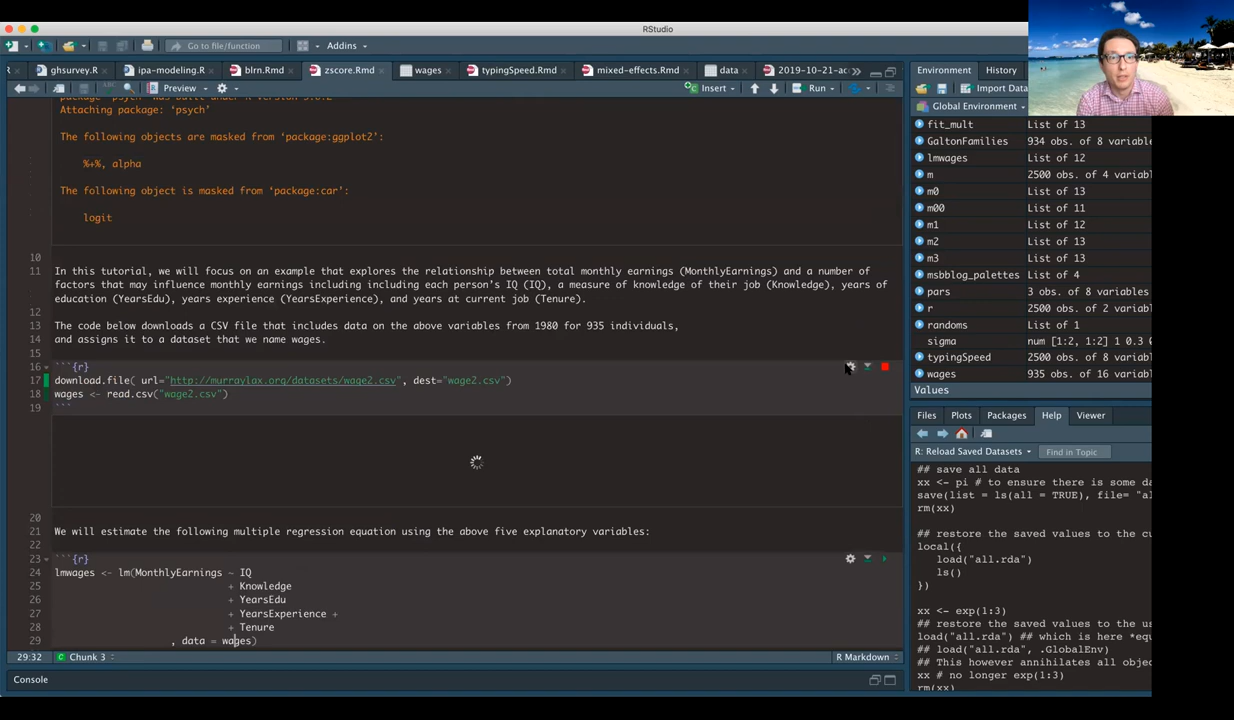 RStudio
Go to file/function
Addins
ghsurvey.R
ipa-modeling.R
blrn.Rmd
zscore.Rmd
wages
typingSpeed.Rmd
mixed-effects.Rmd
data
2019-10-21-ac
Preview
Insert
Run
Attaching package: ‘psych’
The following objects are masked from ‘package:ggplot2’:
%+%, alpha
The following object is masked from ‘package:car’:
logit
10
11 In this tutorial, we will focus on an example that explores the relationship between total monthly earnings (MonthlyEarnings) and a number of
factors that may influence monthly earnings including including each person's IQ (IQ), a measure of knowledge of their job (Knowledge), years of
education (YearsEdu), years experience (YearsExperience), and years at current job (Tenure).
12
13 The code below downloads a CSV file that includes data on the above variables from 1980 for 935 individuals,
14 and assigns it to a dataset that we name wages.
15
16 ```{r}
17 download.file( url="http://murraylax.org/datasets/wage2.csv", dest="wage2.csv")
18 wages <- read.csv("wage2.csv")
19 ```
20
21 We will estimate the following multiple regression equation using the above five explanatory variables:
22
23 ```{r}
24 lmwages <- lm(MonthlyEarnings ~ IQ
25 + Knowledge
26 + YearsEdu
27 + YearsExperience +
28 + Tenure
29 , data = wages)
29:32
Chunk 3
R Markdown
Console
Environment
History
Import Data
Global Environment
fit_mult List of 13
GaltonFamilies 934 obs. of 8 variable
lmwages List of 12
m 2500 obs. of 4 variabl
m0 List of 13
m00 List of 11
m1 List of 12
m2 List of 13
m3 List of 13
msbblog_palettes List of 4
pars 3 obs. of 8 variables
r 2500 obs. of 2 variabl
randoms List of 1
sigma num [1:2, 1:2] 1 0.3 0
typingSpeed 2500 obs. of 8 variabl
wages 935 obs. of 16 variabl
Values
Files
Plots
Packages
Help
Viewer
R: Reload Saved Datasets
Find in Topic
## save all data
xx <- pi # to ensure there is some da
save(list = ls(all = TRUE), file= "al
rm(xx)
## restore the saved values to the cu
local({
load("all.rda")
ls()
})
xx <- exp(1:3)
## restore the saved values to the us
load("all.rda") ## which is here *equ
## load("all.rda", .GlobalEnv)
## This however annihilates all objec
xx # no longer exp(1:3)
rm(xx)